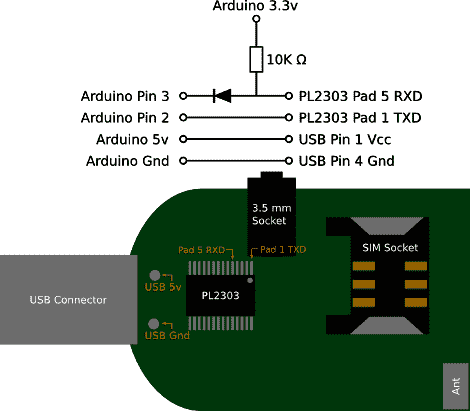 Arduino 3.3v
10K Ω
Arduino Pin 3 PL2303 Pad 5 RXD
Arduino Pin 2 PL2303 Pad 1 TXD
Arduino 5v USB Pin 1 Vcc
Arduino Gnd USB Pin 4 Gnd
3.5 mm
Socket
Pad 5 RXD Pad 1 TXD
SIM Socket
USB 5v
PL2303
USB Connector
USB Gnd
Ant